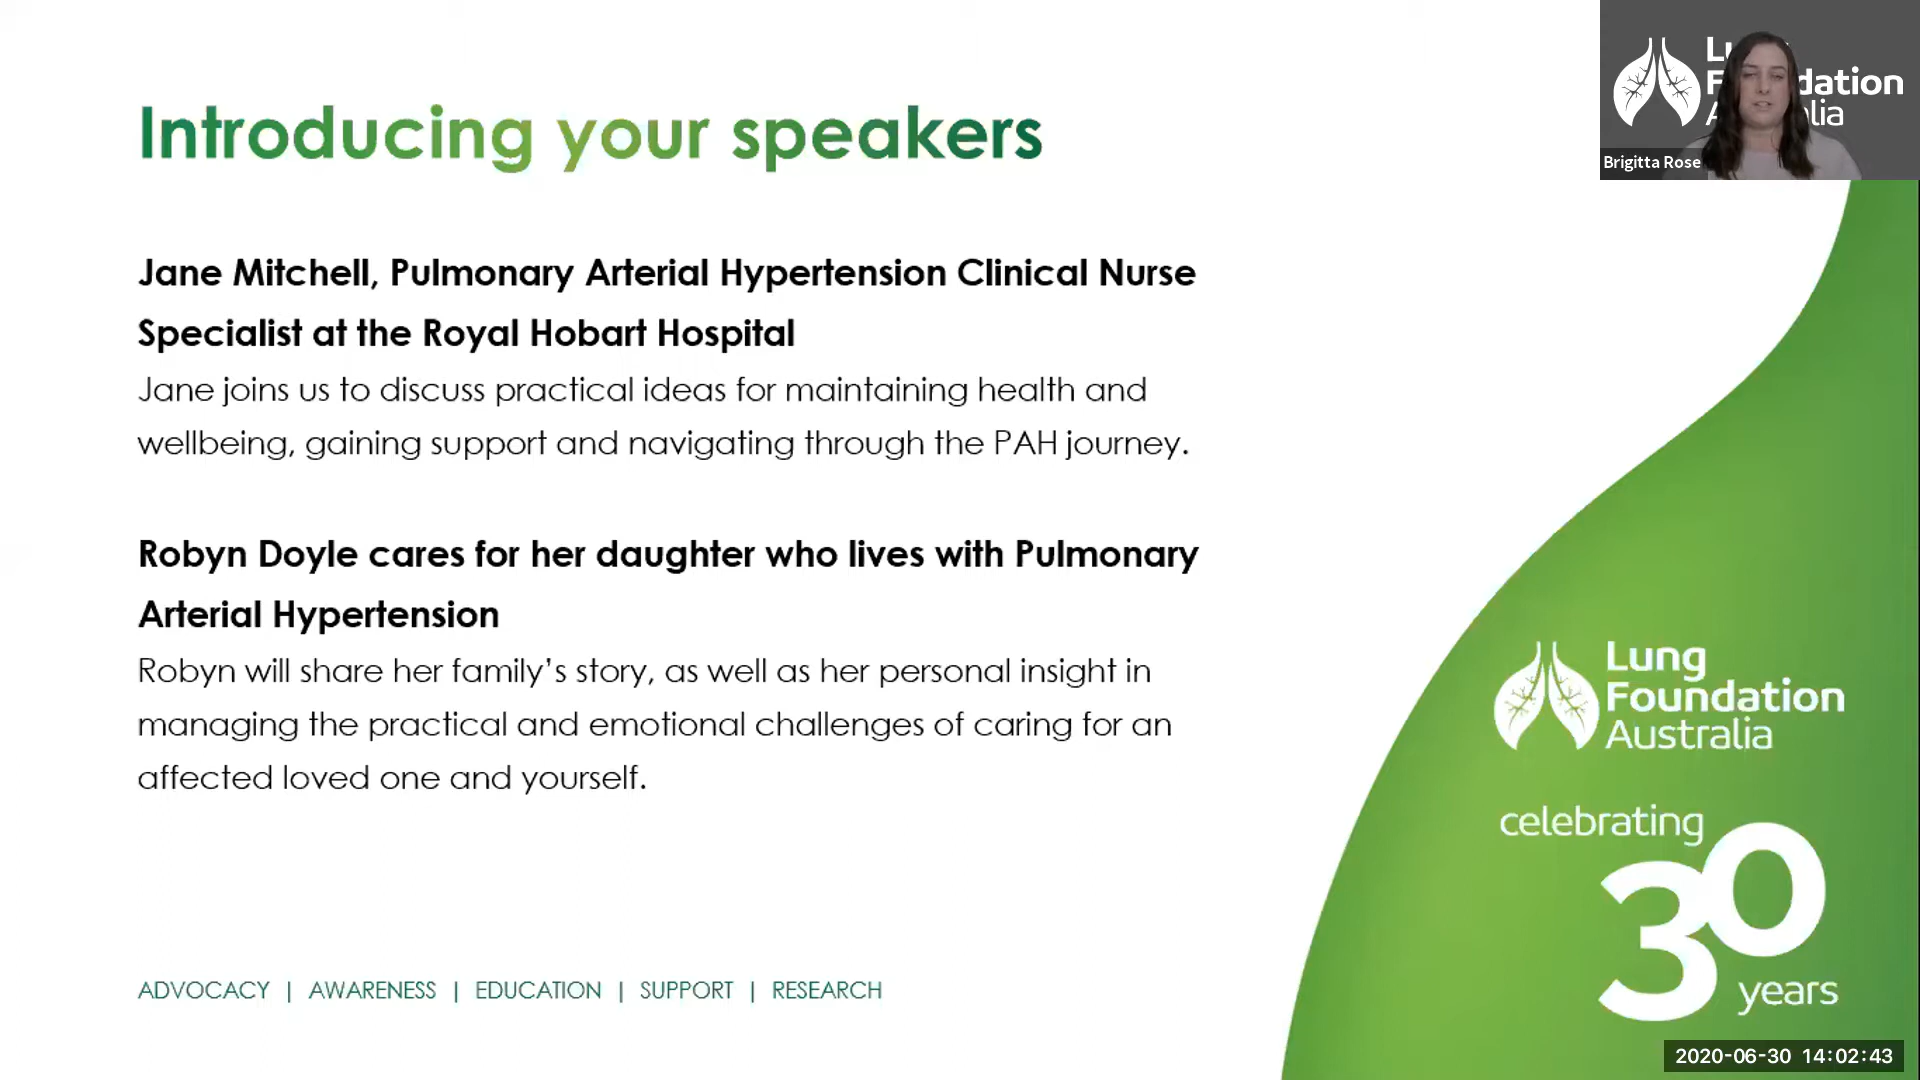 Introducing your speakers
Jane Mitchell, Pulmonary Arterial Hypertension Clinical Nurse
Specialist at the Royal Hobart Hospital
Jane joins us to discuss practical ideas for maintaining health and
wellbeing, gaining support and navigating through the PAH journey.
Robyn Doyle cares for her daughter who lives with Pulmonary
Arterial Hypertension
Robyn will share her family’s story, as well as her personal insight in
managing the practical and emotional challenges of caring for an
affected loved one and yourself.
ADVOCACY | AWARENESS | EDUCATION | SUPPORT | RESEARCH
Brigitta Rose
Lung
Foundation
Australia
celebrating
30
years
2020-06-30 14:02:43